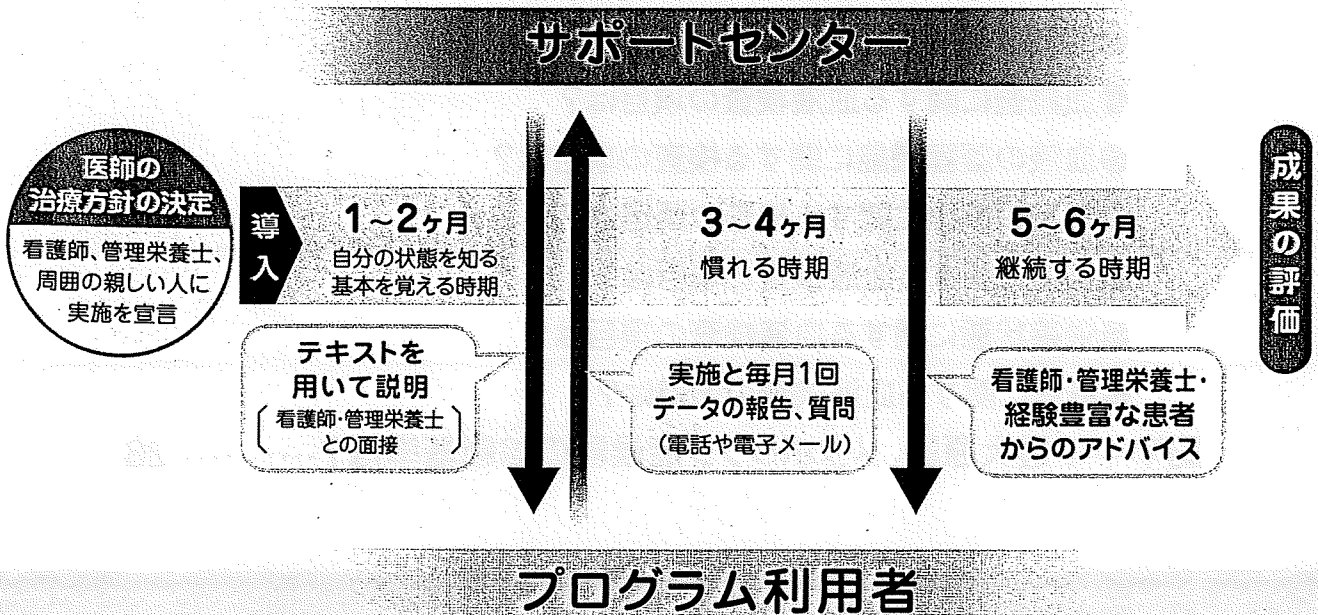 サポートセンター
医師の
治療方針の決定
看護師、管理栄養士、
周囲の親しい人に
実施を宣言
導入
1〜2ヶ月
自分の状態を知る
基本を覚える時期
3〜4ヶ月
慣れる時期
5〜6ヶ月
継続する時期
成果の評価
テキストを
用いて説明
看護師・管理栄養士
との面接
実施と毎月1回
データの報告、質問
(電話や電子メール)
看護師・管理栄養士・
経験豊富な患者
からのアドバイス
プログラム利用者